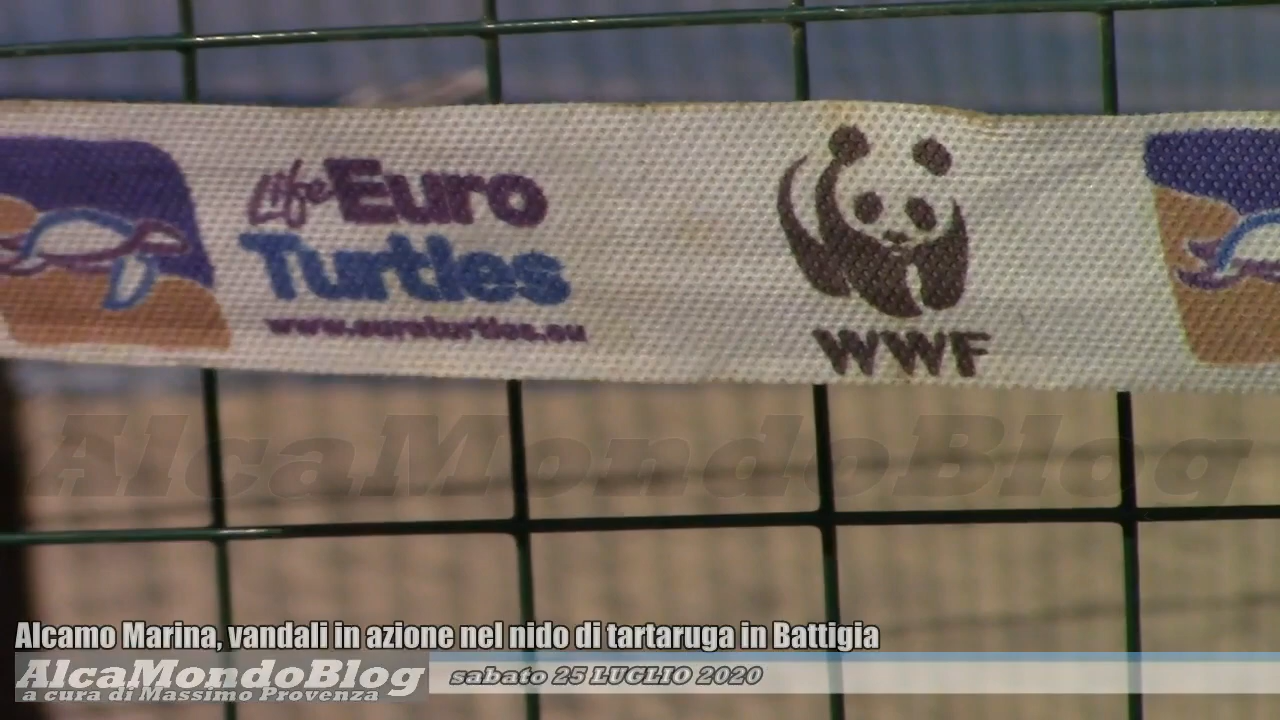 Life Euro
Turtles
www.euroturtles.eu
WWF
AlcaMondoBlog
Alcamo Marina, vandali in azione nel nido di tartaruga in Battigia
AlcaMondoBlog
sabato 25 LUGLIO 2020
a cura di Massimo Provenza